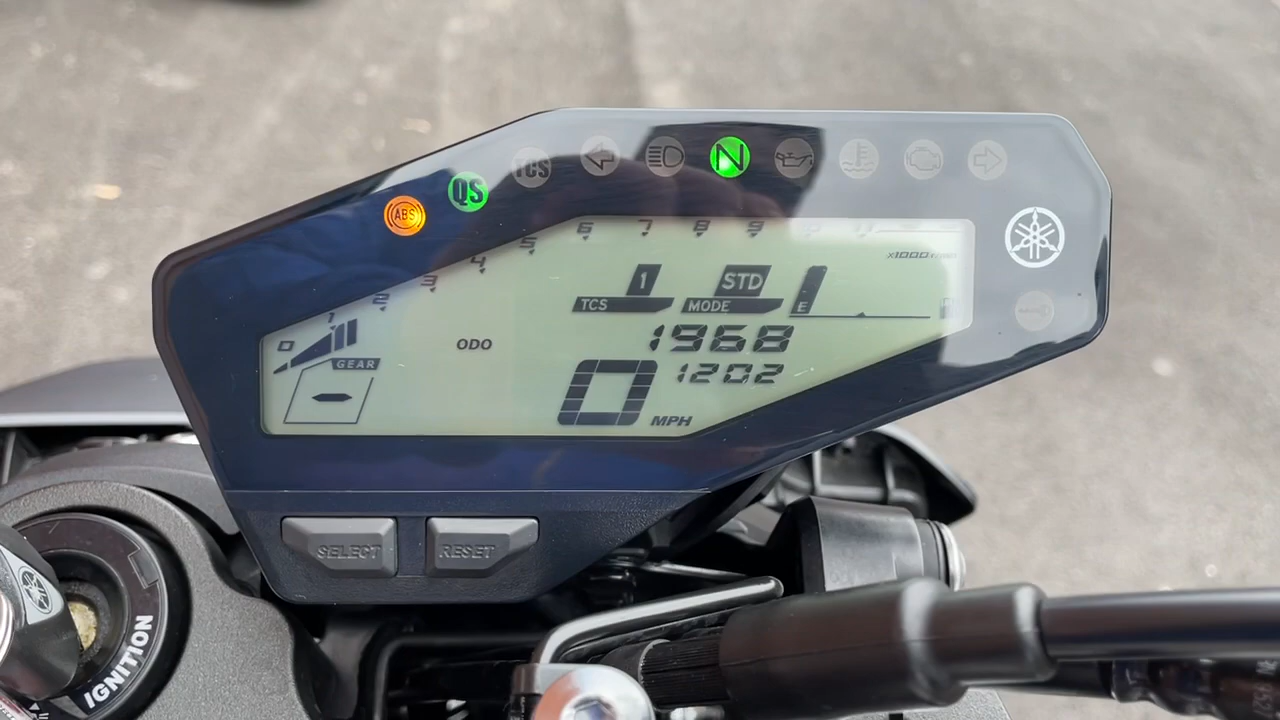 ABS
QS
TCS
N
0 1 2 3 4 5 6 7 8 9
x1000 r/min
1
STD
TCS
MODE
E
GEAR
-
ODO
1968
1202
0
MPH
SELECT
RESET
IGNITION